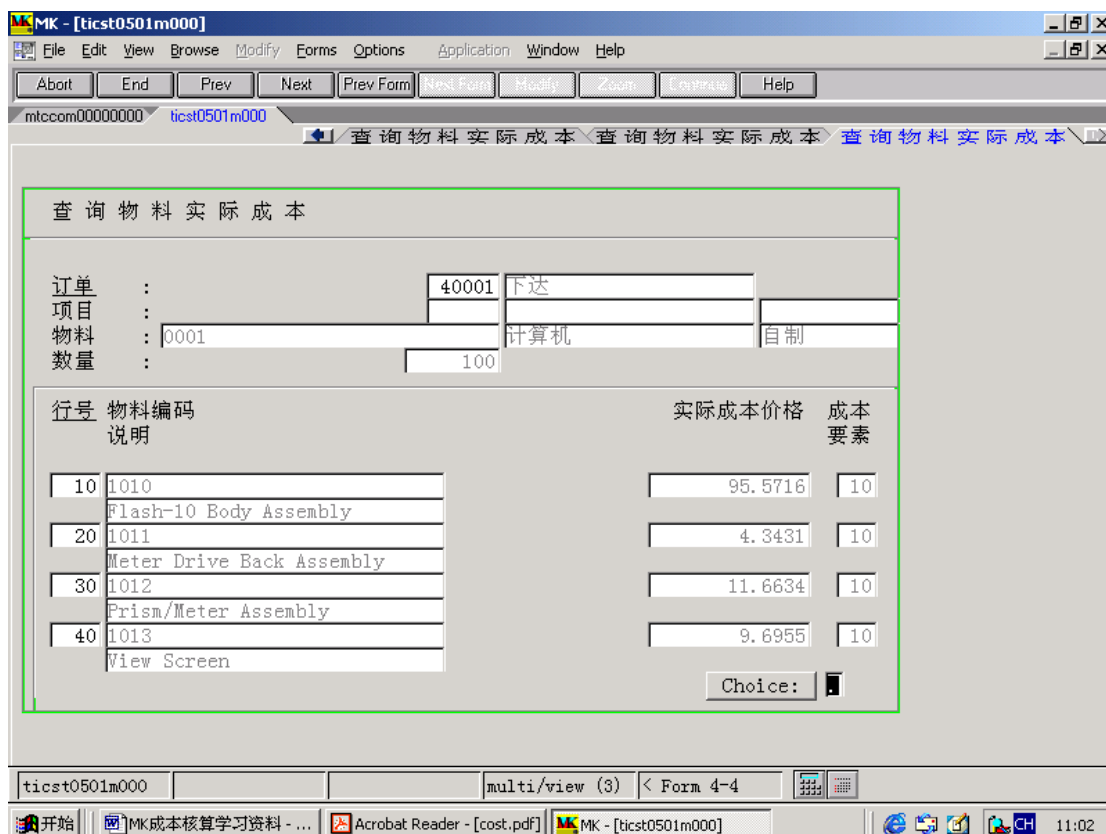 MK - [ticst0501m000]
File Edit View Browse Modify Forms Options Application Window Help
Abort End Prev Next Prev Form Next Form Modify Zoom Continue Help
mtccom00000000 ticst0501m000
查询物料实际成本 查询物料实际成本 查询物料实际成本
查询物料实际成本
订单 : 40001 下达
项目 :
物料 : 0001 计算机 自制
数量 : 100
行号 物料编码 实际成本价格 成本
说明 要素
10 1010 95.5716 10
Flash-10 Body Assembly
20 1011 4.3431 10
Meter Drive Back Assembly
30 1012 11.6634 10
Prism/Meter Assembly
40 1013 9.6955 10
View Screen
Choice: .
ticst0501m000 multi/view (3) < Form 4-4
开始 MK成本核算学习资料 - ... Acrobat Reader - [cost.pdf] MK - [ticst0501m000] CH 11:02